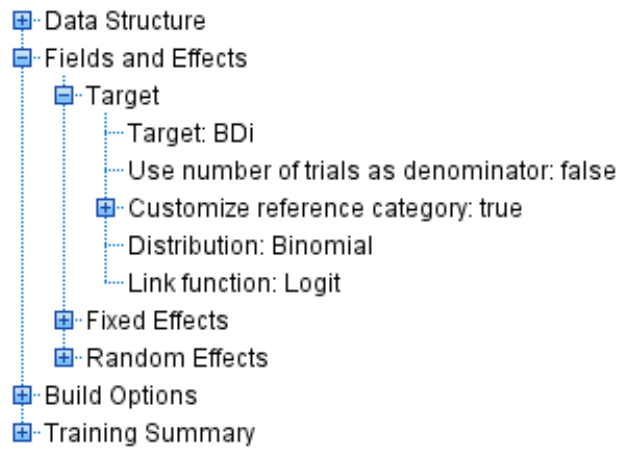 Data Structure
Fields and Effects
Target
Target: BDi
Use number of trials as denominator: false
Customize reference category: true
Distribution: Binomial
Link function: Logit
Fixed Effects
Random Effects
Build Options
Training Summary